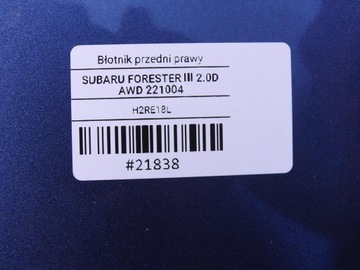 Błotnik przedni prawy
SUBARU FORESTER III 2.0D
AWD 221004
H2RE18L
#21838